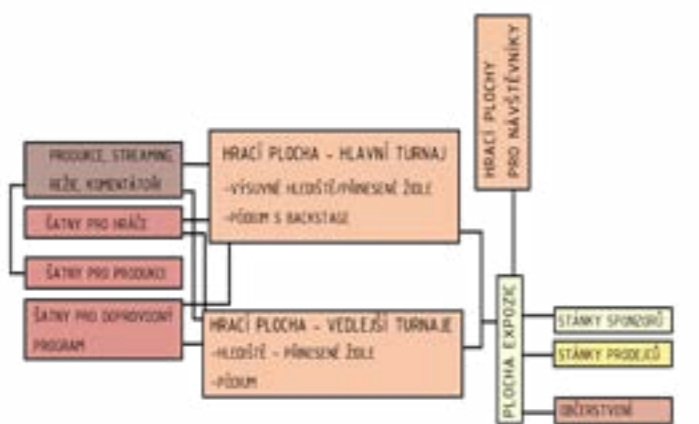 HRACÍ PLOCHY
PRO NÁVŠTĚVNÍKY
PRODUKCE, STREAMING,
REŽIE, KOMENTÁTOŘI
ŠATNY PRO HRÁČE
ŠATNY PRO PRODUKCI
ŠATNY PRO DOPROVODNÝ
PROGRAM
HRACÍ PLOCHA - HLAVNÍ TURNAJ
-VÝSUVNÉ HLEDIŠTĚ/PŘINESENÉ ŽIDLE
-PÓDIUM S BACKSTAGE
HRACÍ PLOCHA - VEDLEJŠÍ TURNAJE
-HLEDIŠTĚ - PŘINESENÉ ŽIDLE
-PÓDIUM
PLOCHA EXPOZIC
STÁNKY SPONZORŮ
STÁNKY PRODEJCŮ
OBČERSTVENÍ